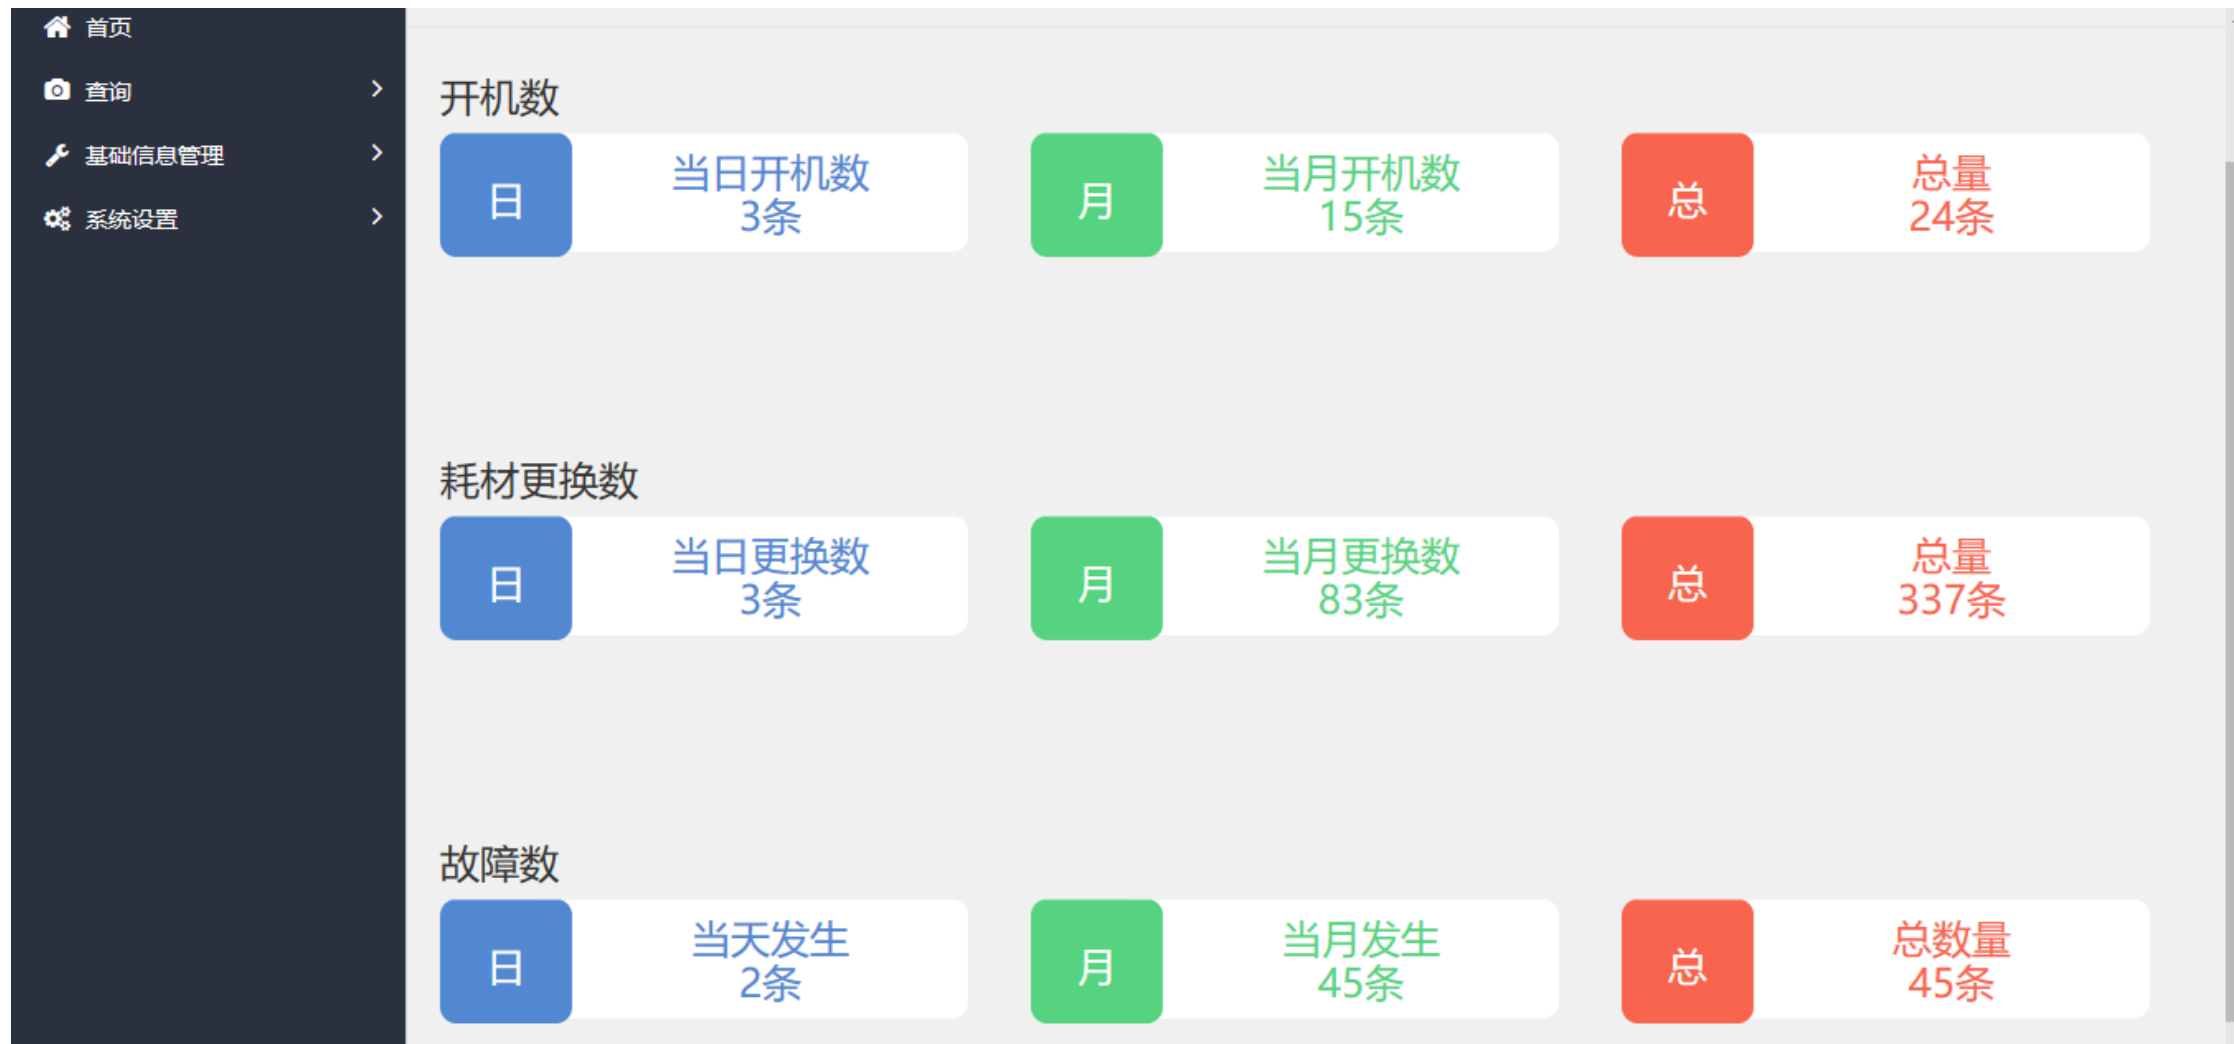 首页
查询
基础信息管理
系统设置
开机数
日
当日开机数
3条
月
当月开机数
15条
总
总量
24条
耗材更换数
日
当日更换数
3条
月
当月更换数
83条
总
总量
337条
故障数
日
当天发生
2条
月
当月发生
45条
总
总数量
45条